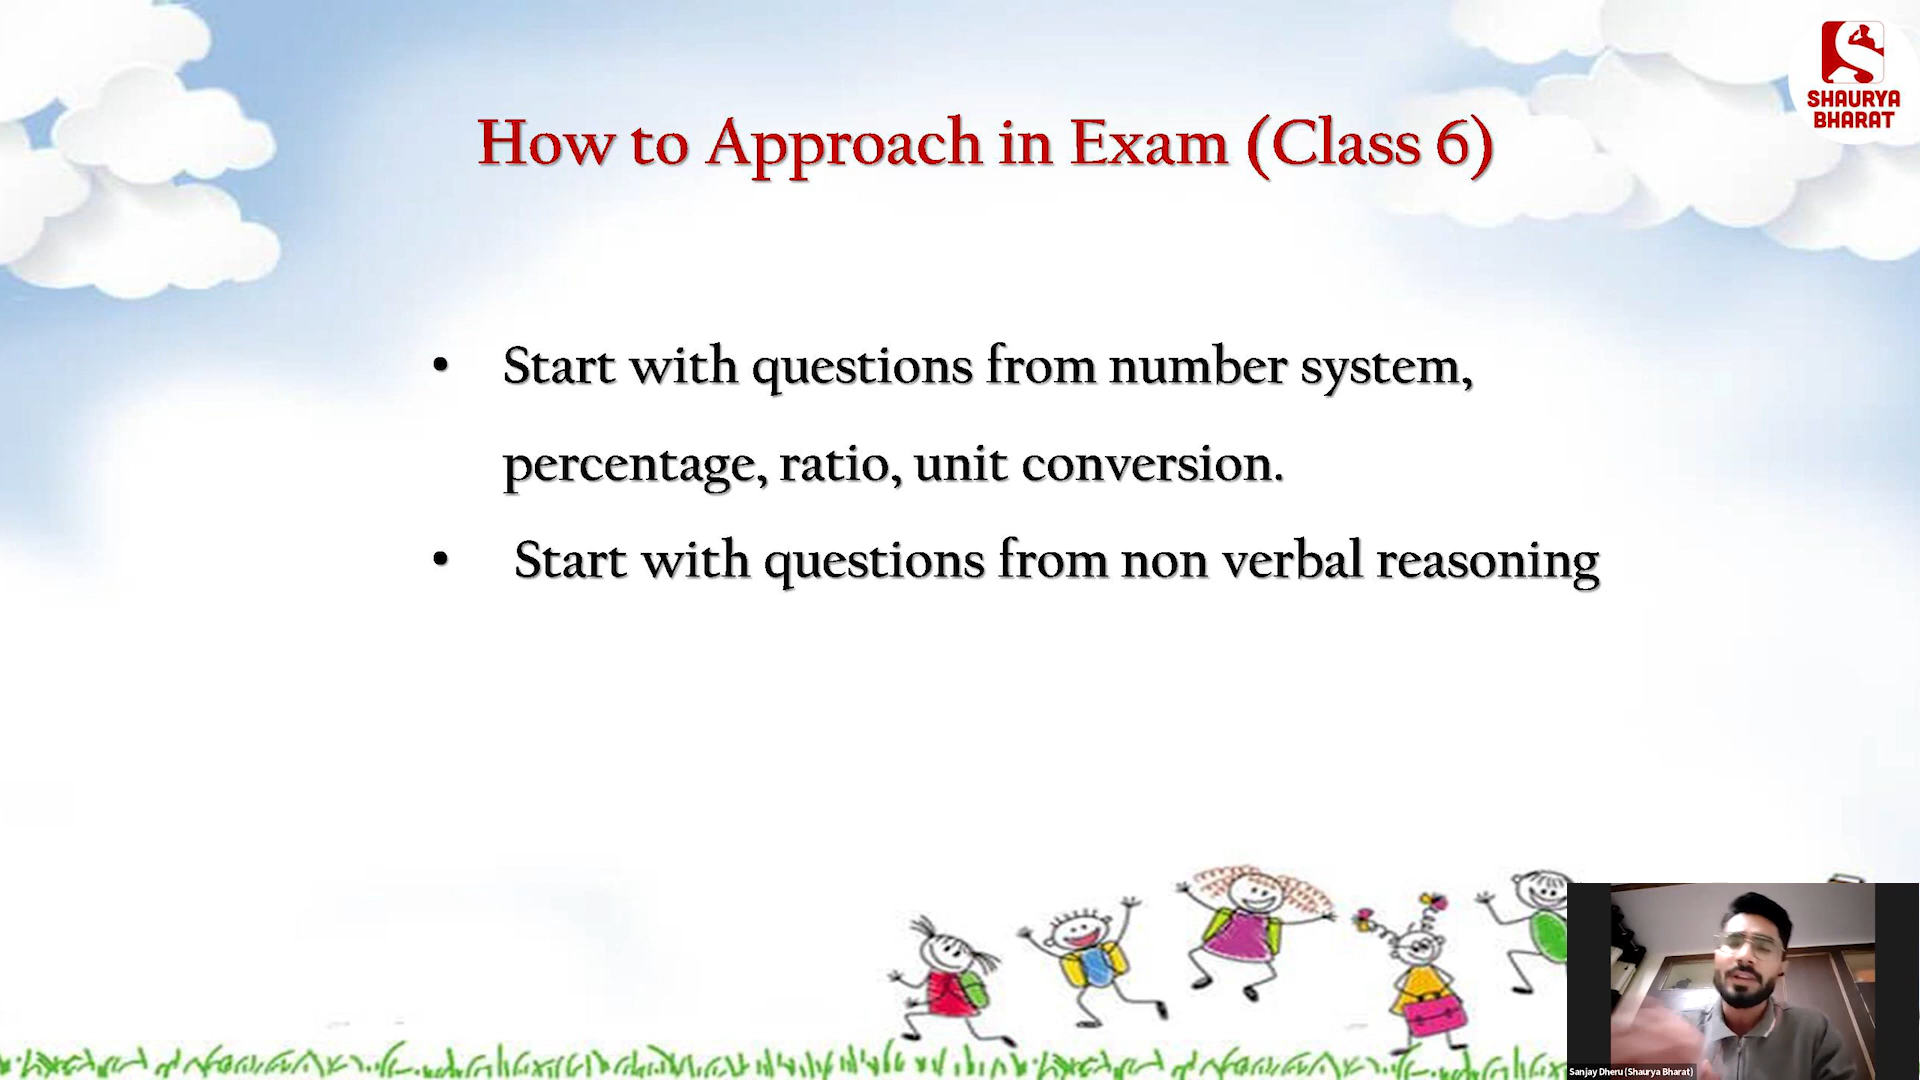 SHAURYA
BHARAT
How to Approach in Exam (Class 6)
• Start with questions from number system,
percentage, ratio, unit conversion.
• Start with questions from non verbal reasoning
Sanjay Dheru (Shaurya Bharat)